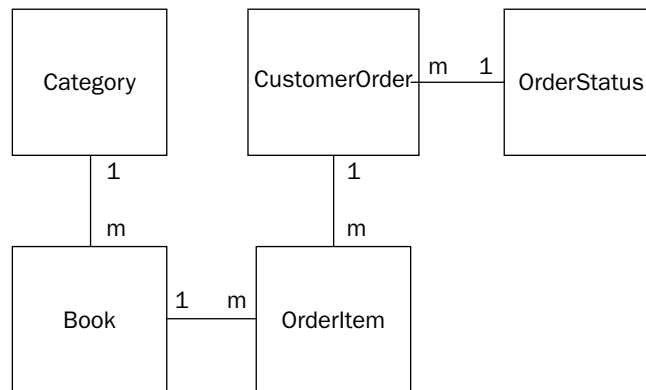 Category
CustomerOrder
m 1
OrderStatus
1
1
m
m
Book
1 m
OrderItem